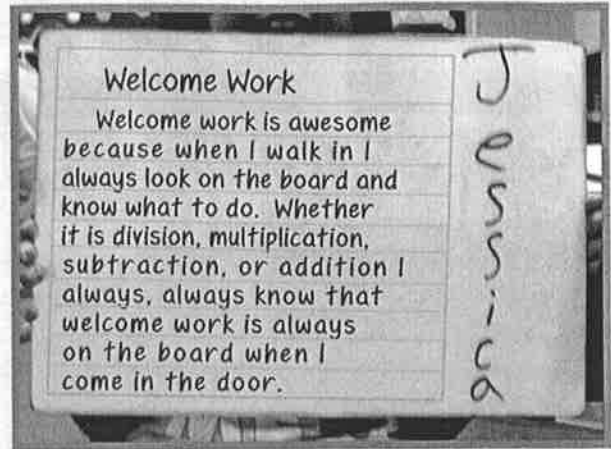 Welcome Work
Welcome work is awesome
because when I walk in I
always look on the board and
know what to do. Whether
it is division, multiplication,
subtraction, or addition I
always, always know that
welcome work is always
on the board when I
come in the door.
Jessica